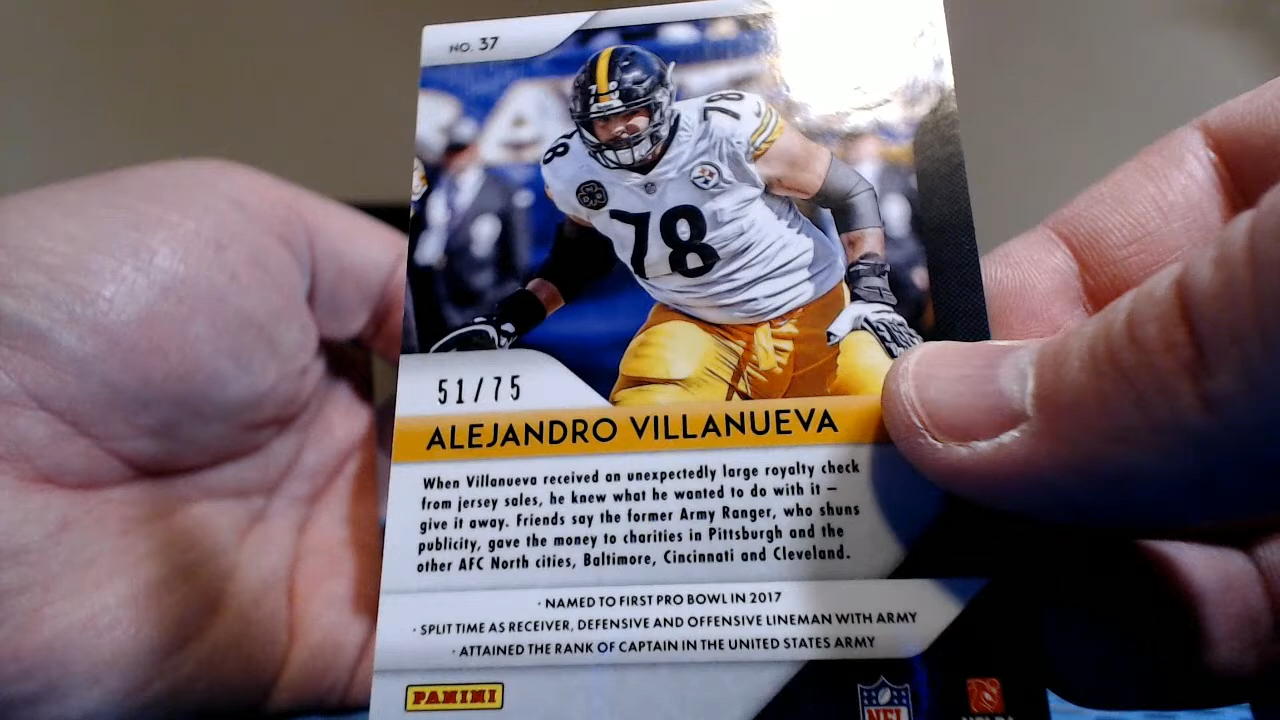 NO. 37
78
8
78
51/75
ALEJANDRO VILLANUEVA
When Villanueva received an unexpectedly large royalty check
from jersey sales, he knew what he wanted to do with it –
give it away. Friends say the former Army Ranger, who shuns
publicity, gave the money to charities in Pittsburgh and the
other AFC North cities, Baltimore, Cincinnati and Cleveland.
· NAMED TO FIRST PRO BOWL IN 2017
· SPLIT TIME AS RECEIVER, DEFENSIVE AND OFFENSIVE LINEMAN WITH ARMY
· ATTAINED THE RANK OF CAPTAIN IN THE UNITED STATES ARMY
PANINI
NFL